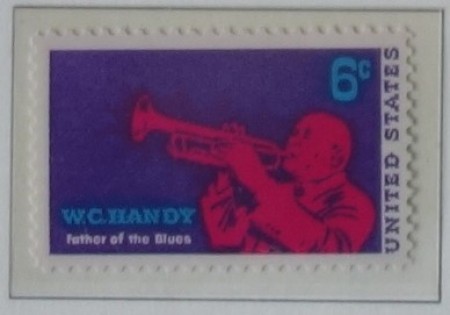 6c
UNITED STATES
W.C. HANDY
Father of the Blues